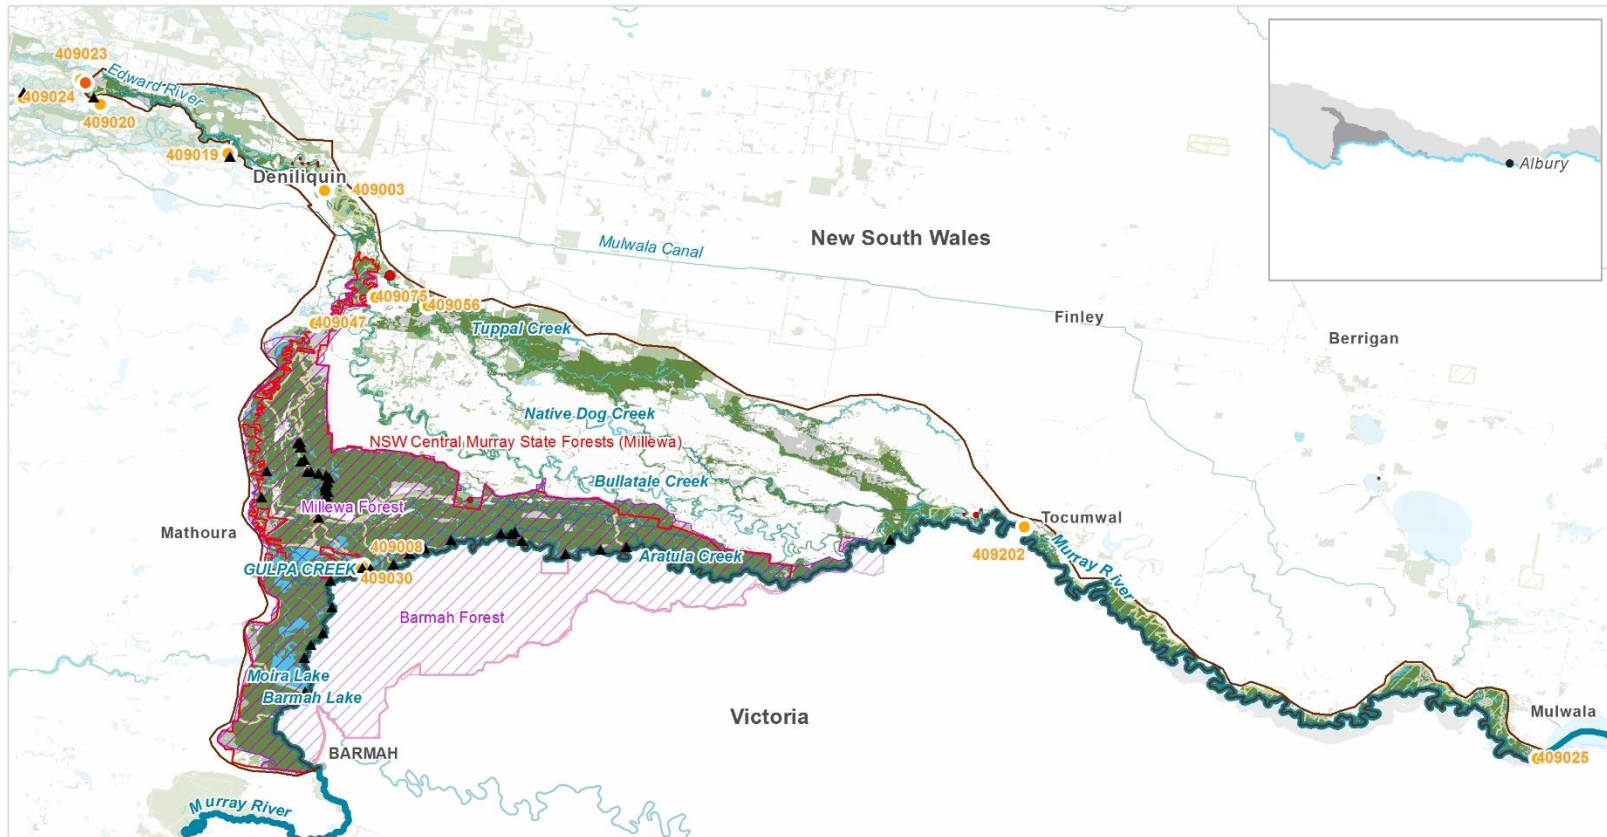 409023
Edward River
409024
409020
409019
Deniliquin
409003
Albury
New South Wales
Mulwala Canal
409075
409056
409047
Tuppal Creek
Finley
Berrigan
Native Dog Creek
NSW Central Murray State Forests (Millewa)
Bullatale Creek
Millewa Forest
Mathoura
Tocumwal
409008
Aratula Creek
409202
GULPA CREEK
409030
Murray River
Barmah Forest
Moira Lake
Barmah Lake
Victoria
Mulwala
BARMAH
409025
Murray River